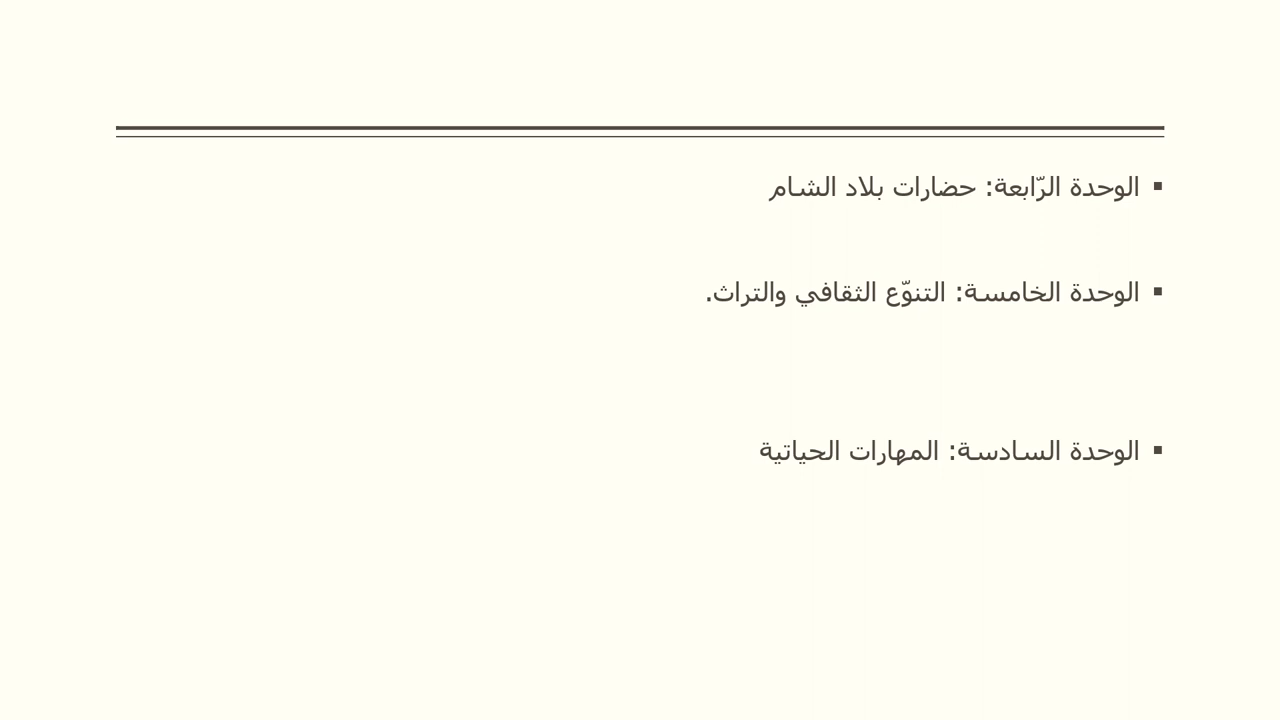 الوحدة الرّابعة: حضارات بلاد الشام
الوحدة الخامسة: التنوّع الثقافي والتراث.
الوحدة السادسة: المهارات الحياتية